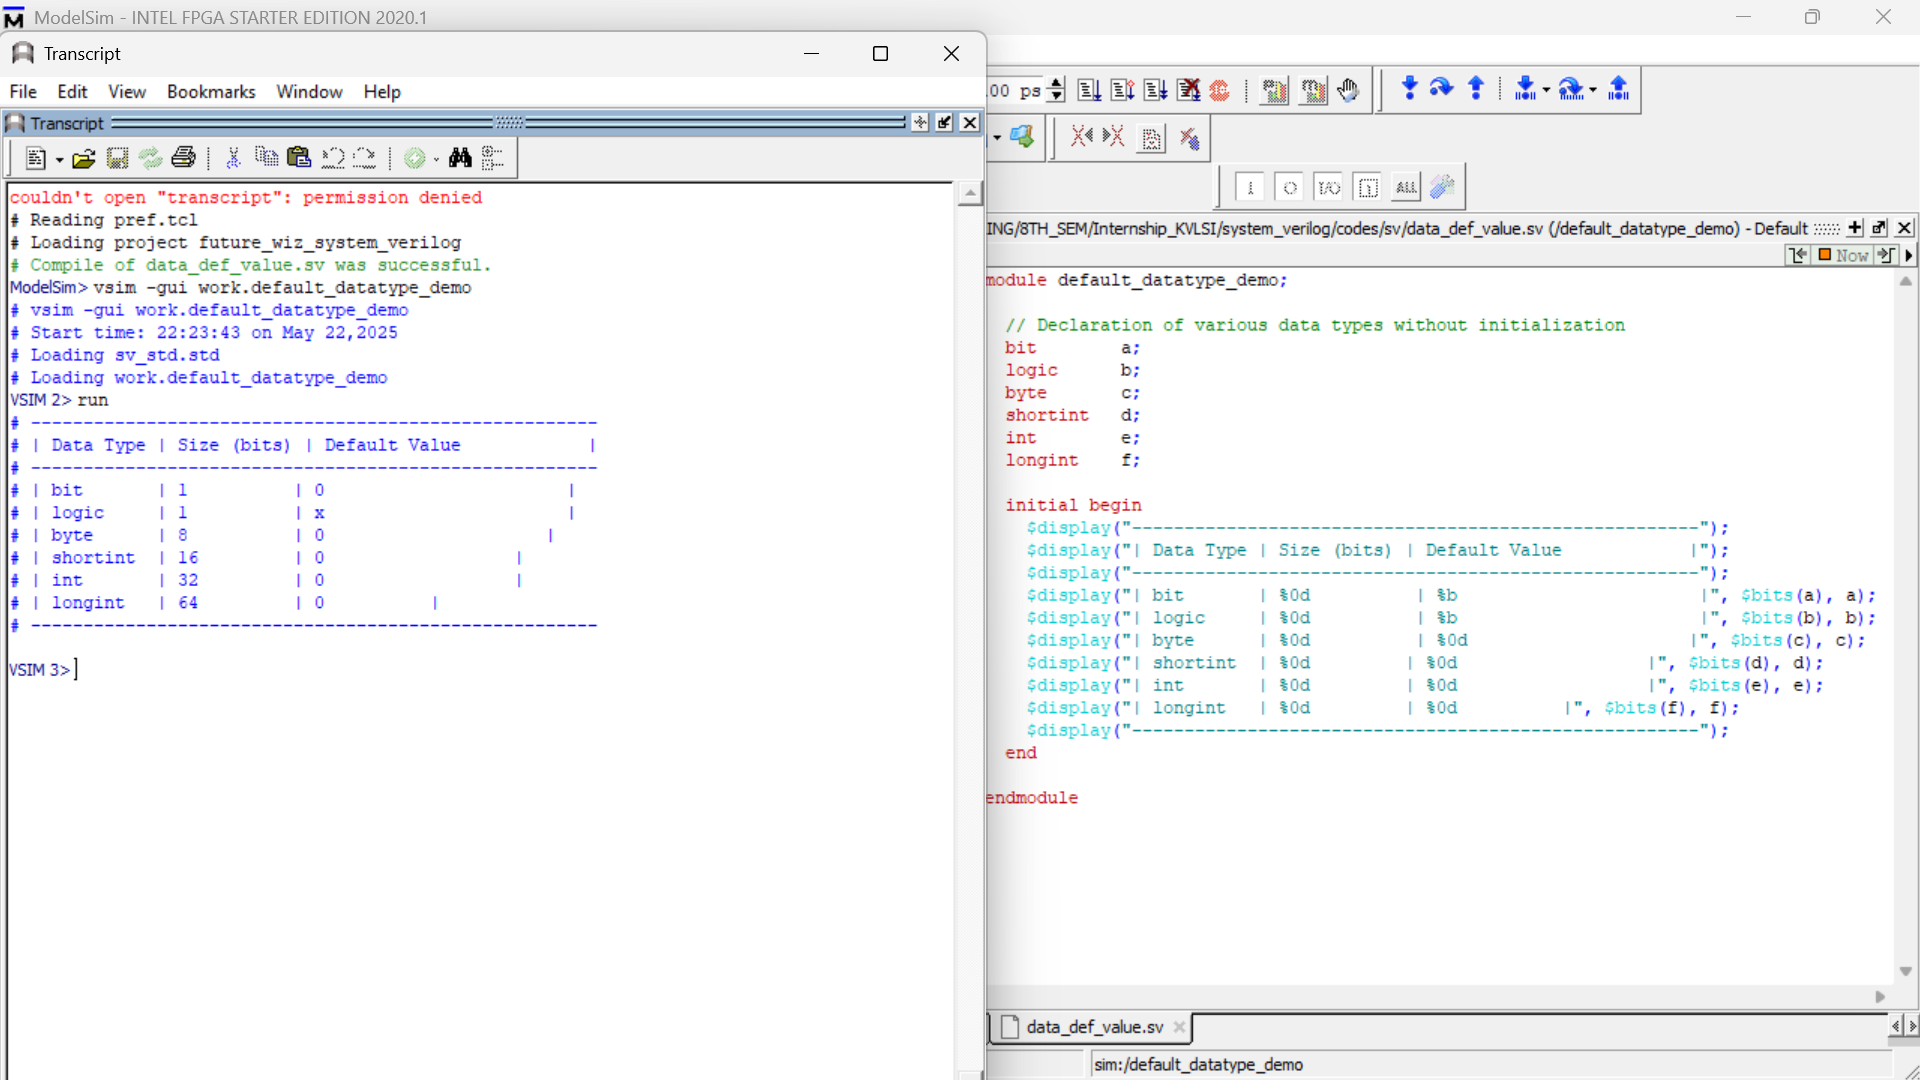 ModelSim - INTEL FPGA STARTER EDITION 2020.1
Transcript
File Edit View Bookmarks Window Help
Transcript
couldn't open "transcript": permission denied
# Reading pref.tcl
# Loading project future_wiz_system_verilog
# Compile of data_def_value.sv was successful.
ModelSim> vsim -gui work.default_datatype_demo
# vsim -gui work.default_datatype_demo
# Start time: 22:23:43 on May 22,2025
# Loading sv_std.std
# Loading work.default_datatype_demo
VSIM 2> run
# ------------------------------------------------------
# | Data Type | Size (bits) | Default Value            |
# ------------------------------------------------------
# | bit       | 1          | 0                       |
# | logic     | 1          | x                       |
# | byte      | 8          | 0                     |
# | shortint  | 16         | 0                  |
# | int       | 32         | 0                  |
# | longint   | 64         | 0          |
# ------------------------------------------------------
VSIM 3>
.00 ps
I/O
ALL
ING/8TH_SEM/Internship_KVLSI/system_verilog/codes/sv/data_def_value.sv (/default_datatype_demo) - Default
Now
module default_datatype_demo;
// Declaration of various data types without initialization
bit        a;
logic      b;
byte       c;
shortint   d;
int        e;
longint    f;
initial begin
$display("------------------------------------------------------");
$display("| Data Type | Size (bits) | Default Value            |");
$display("------------------------------------------------------");
$display("| bit       | %0d          | %b                       |", $bits(a), a);
$display("| logic     | %0d          | %b                       |", $bits(b), b);
$display("| byte      | %0d          | %0d                     |", $bits(c), c);
$display("| shortint  | %0d         | %0d                  |", $bits(d), d);
$display("| int       | %0d         | %0d                  |", $bits(e), e);
$display("| longint   | %0d         | %0d          |", $bits(f), f);
$display("------------------------------------------------------");
end
endmodule
data_def_value.sv
sim:/default_datatype_demo